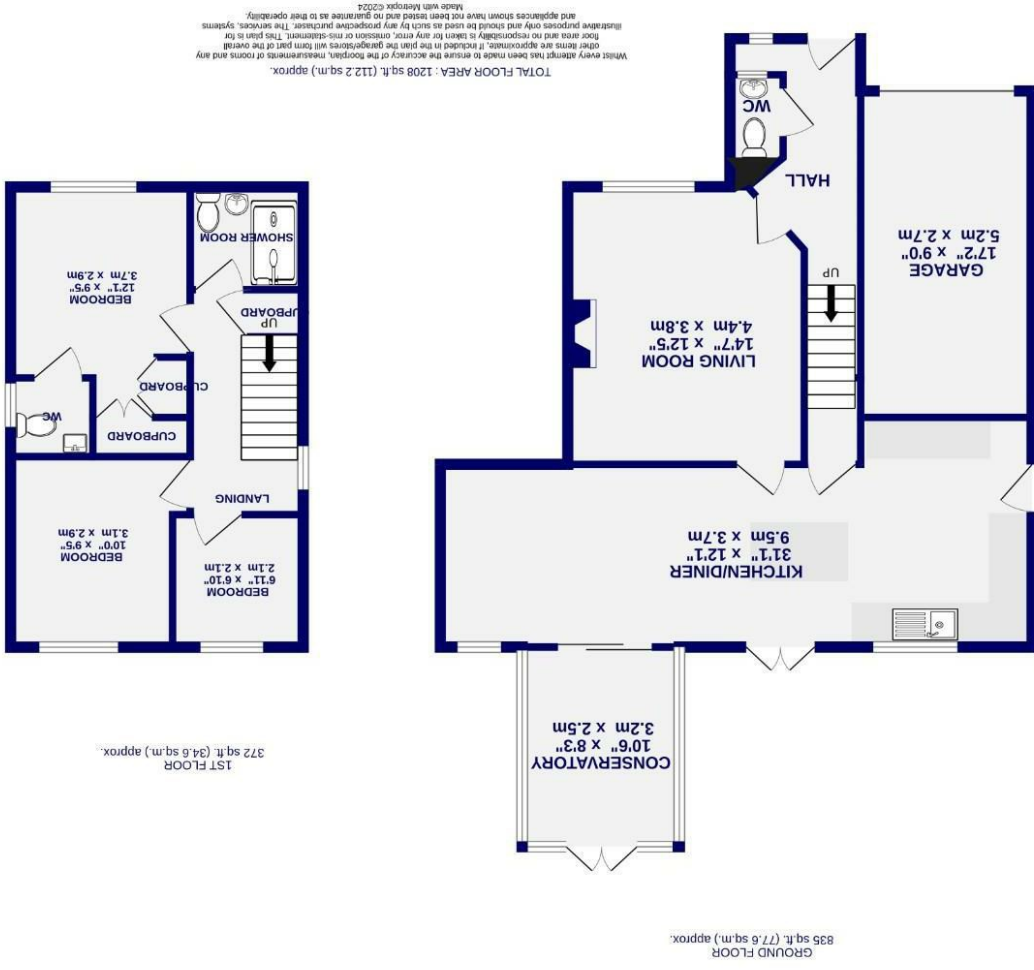 GROUND FLOOR
835 sq.ft. (77.6 sq.m.) approx.
CONSERVATORY
10'6" x 8'3"
3.2m x 2.5m
KITCHEN/DINER
31'1" x 12'1"
9.5m x 3.7m
LIVING ROOM
14'7" x 12'5"
4.4m x 3.8m
UP
GARAGE
17'2" x 9'0"
5.2m x 2.7m
HALL
WC
1ST FLOOR
372 sq.ft. (34.6 sq.m.) approx.
BEDROOM
6'11" x 6'10"
2.1m x 2.1m
BEDROOM
10'0" x 9'5"
3.1m x 2.9m
LANDING
CUPBOARD
WC
CUPBOARD
UP
CUPBOARD
BEDROOM
12'1" x 9'5"
3.7m x 2.9m
SHOWER ROOM
TOTAL FLOOR AREA : 1208 sq.ft. (112.2 sq.m.) approx.
Whilst every attempt has been made to ensure the accuracy of the floorplan, measurements of rooms and any
other items are approximate, If included in the plan the garage/stores will form part of the overall
floor area and no responsibility is taken for any error, omission or mis-statement. This plan is for
illustrative purposes only and should be used as such by any prospective purchaser. The services, systems
and appliances shown have not been tested and no guarantee as to their operability.
Made with Metropix ©2024